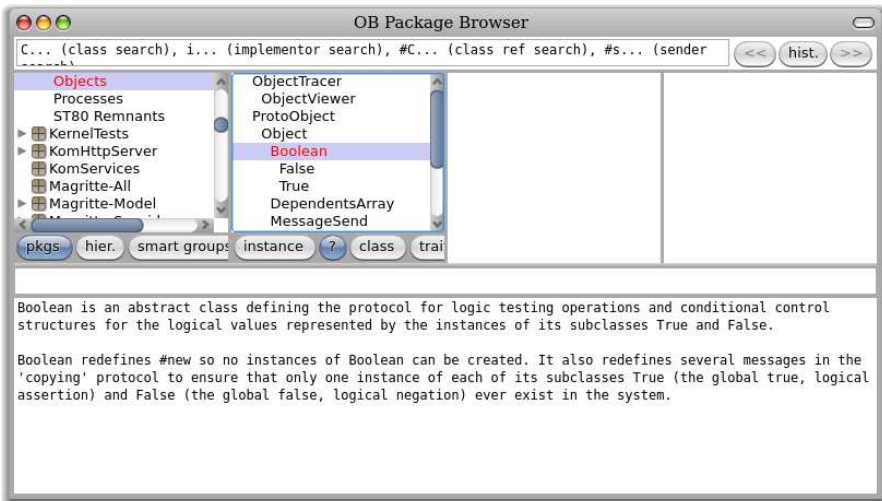 OB Package Browser
C... (class search), i... (implementor search), #C... (class ref search), #s... (sender
<< hist. >>
Objects
Processes
ST80 Remnants
KernelTests
KomHttpServer
KomServices
Magritte-All
Magritte-Model
ObjectTracer
ObjectViewer
ProtoObject
Object
Boolean
False
True
DependentsArray
MessageSend
pkgs hier. smart groups instance ? class trai
Boolean is an abstract class defining the protocol for logic testing operations and conditional control
structures for the logical values represented by the instances of its subclasses True and False.
Boolean redefines #new so no instances of Boolean can be created. It also redefines several messages in the
'copying' protocol to ensure that only one instance of each of its subclasses True (the global true, logical
assertion) and False (the global false, logical negation) ever exist in the system.